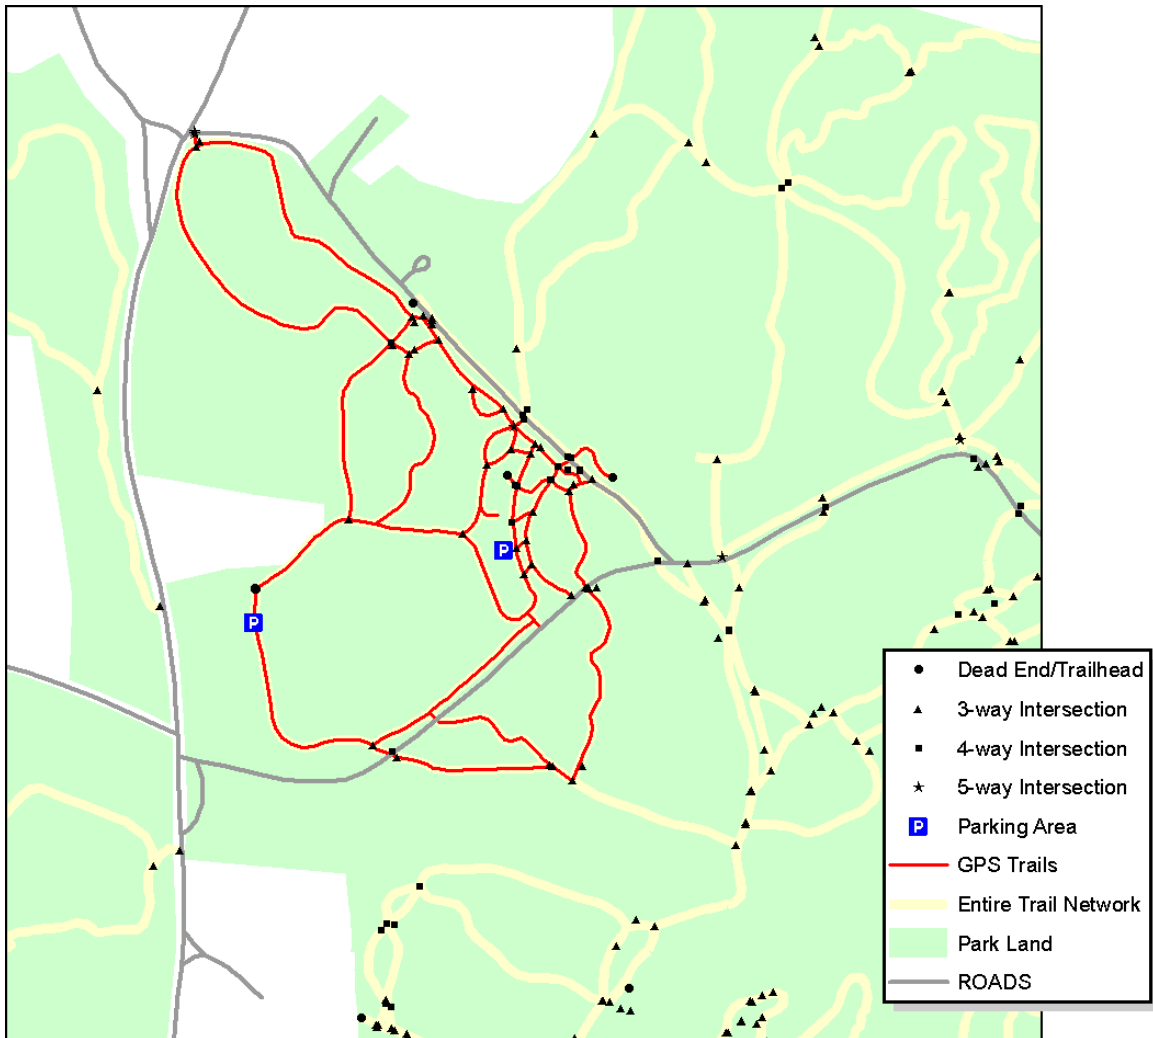 P
P
Dead End/Trailhead
3-way Intersection
4-way Intersection
5-way Intersection
P Parking Area
GPS Trails
Entire Trail Network
Park Land
ROADS